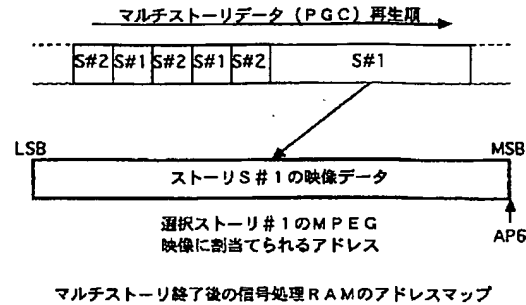 マルチストーリデータ（PGC）再生順
S#2 S#1 S#2 S#1 S#2 S#1
LSB MSB
ストーリS#1の映像データ
選択ストーリ#1のMPEG
映像に割当てられるアドレス
AP6
マルチストーリ終了後の信号処理RAMのアドレスマップ